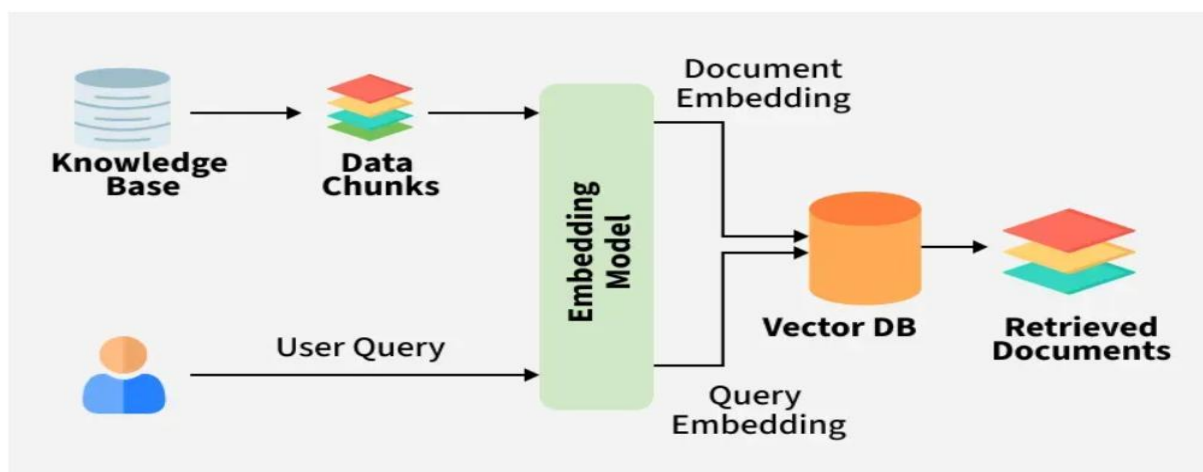 Document
Embedding
Knowledge
Base
Data
Chunks
Embedding
Model
User Query
Vector DB
Retrieved
Documents
Query
Embedding